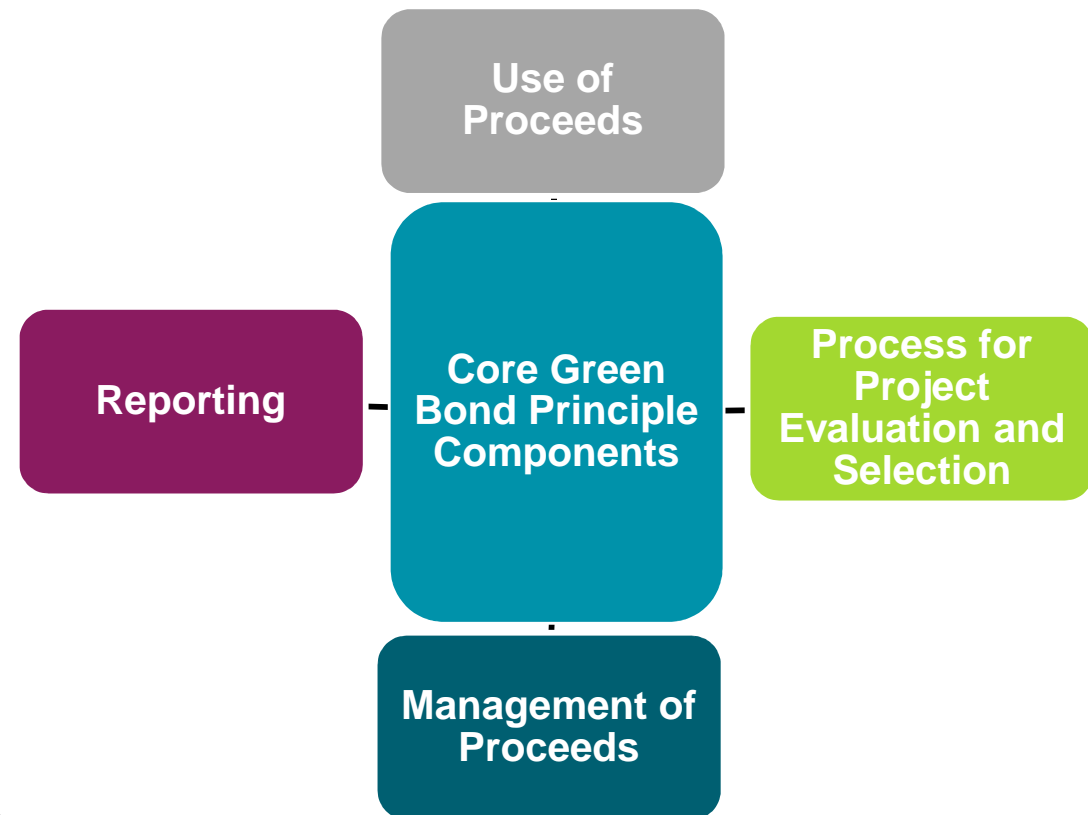 Use of
Proceeds
Reporting
Core Green
Bond Principle
Components
Process for
Project
Evaluation and
Selection
Management of
Proceeds